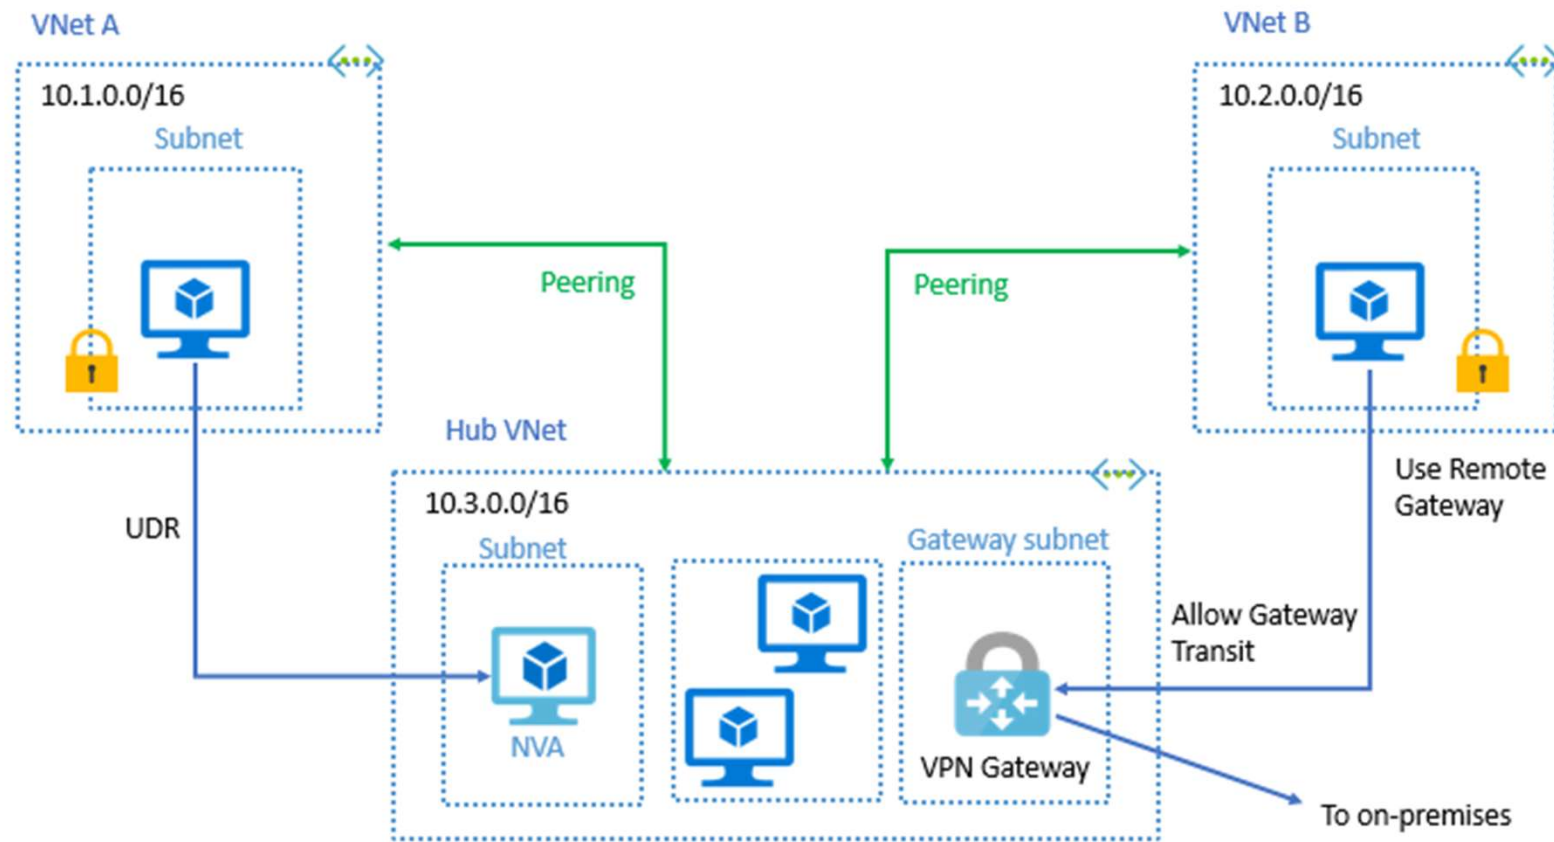 VNet A
VNet B
10.1.0.0/16
10.2.0.0/16
Subnet
Subnet
Peering
Peering
Hub VNet
Use Remote
Gateway
10.3.0.0/16
UDR
Subnet
Gateway subnet
Allow Gateway
Transit
NVA
VPN Gateway
To on-premises